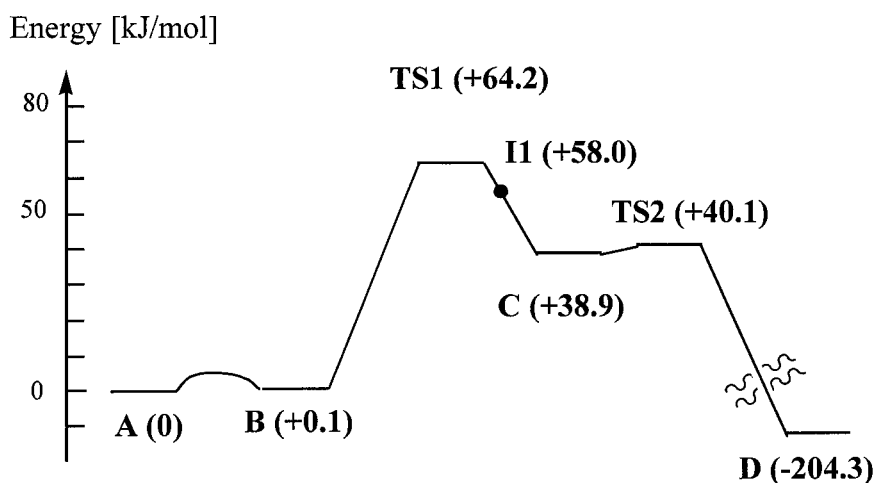 Energy [kJ/mol]
TS1 (+64.2)
80
I1 (+58.0)
50
TS2 (+40.1)
C (+38.9)
0
A (0)
B (+0.1)
D (-204.3)